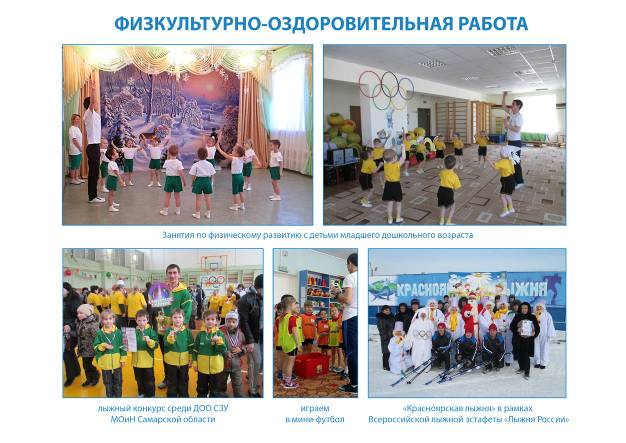 ФИЗКУЛЬТУРНО-ОЗДОРОВИТЕЛЬНАЯ РАБОТА
Занятия по физическому развитию с детьми младшего дошкольного возраста
КРАСНОЯ
ЛЫЖНЯ
лыжный конкурс среди ДОО СЗУ
МОиН Самарской области
играем
в мини-футбол
«Красноярская лыжня» в рамках
Всероссийской лыжной эстафеты «Лыжня России»